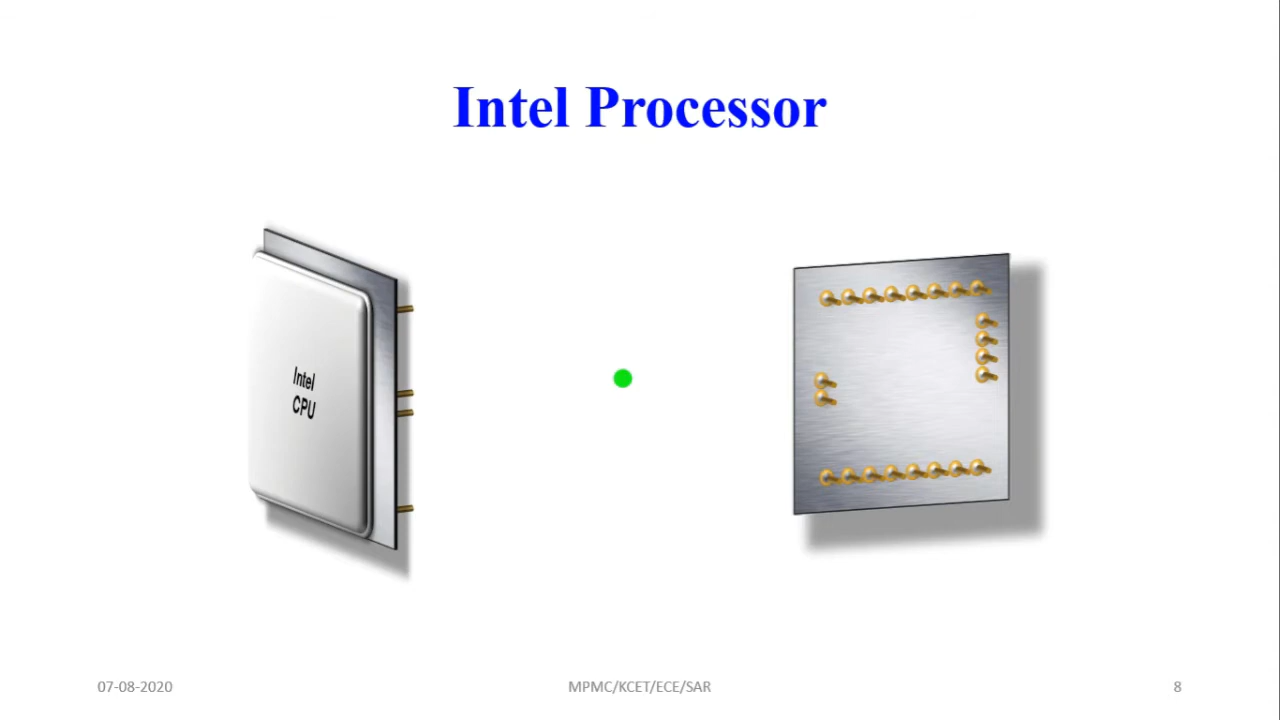 Intel Processor
Intel
CPU
07-08-2020
MPMC/KCET/ECE/SAR
8